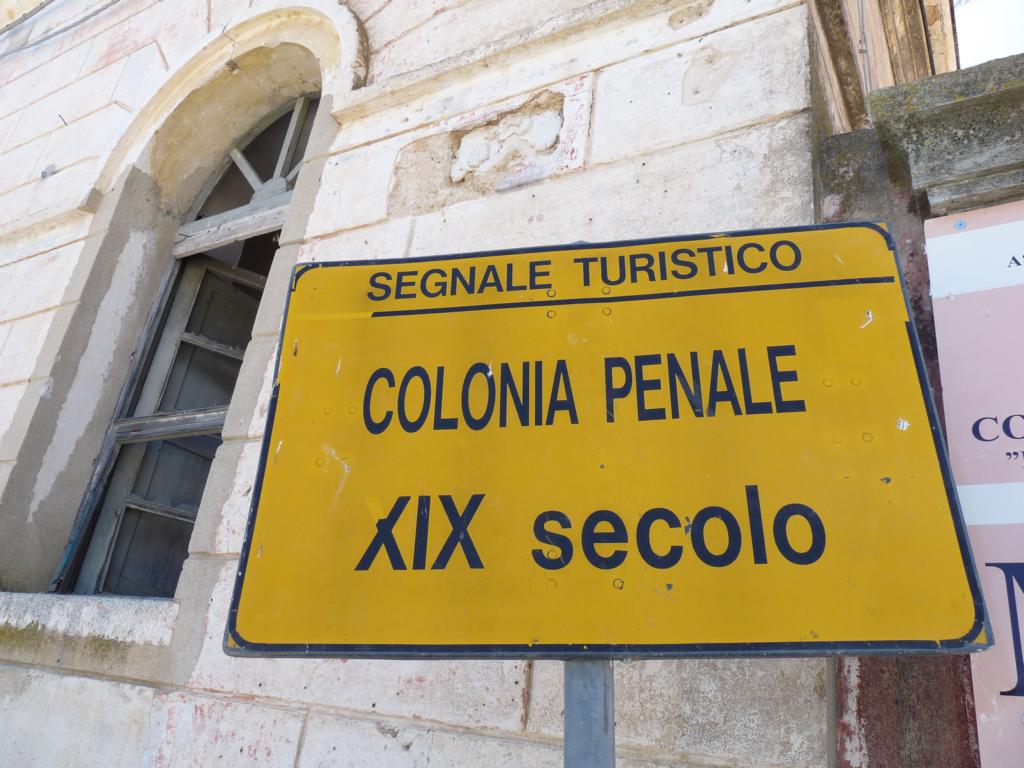 SEGNALE TURISTICO
COLONIA PENALE
XIX secolo